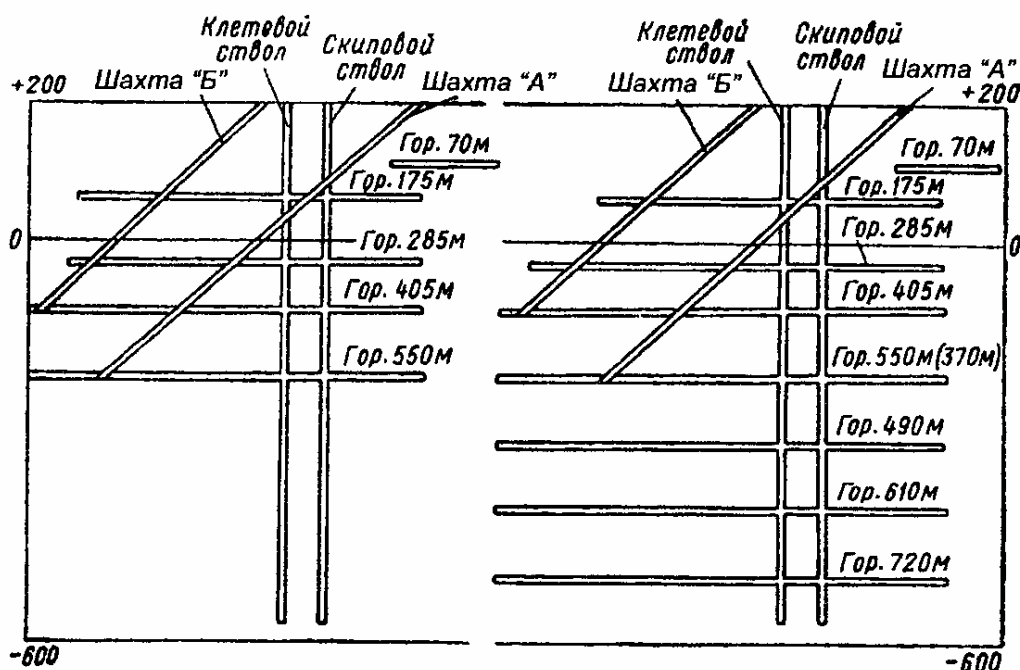 Клетевой
ствол
Скиповой
ствол
Шахта "Б"
Шахта "А"
+200
Гор. 70м
Гор. 175м
0
Гор. 285м
Гор. 405м
Гор. 550м
-600
Клетевой
ствол
Скиповой
ствол
Шахта "Б"
Шахта "А"
+200
Гор. 70м
Гор. 175м
Гор. 285м
0
Гор. 405м
Гор. 550м(370м)
Гор. 490м
Гор. 610м
Гор. 720м
-600